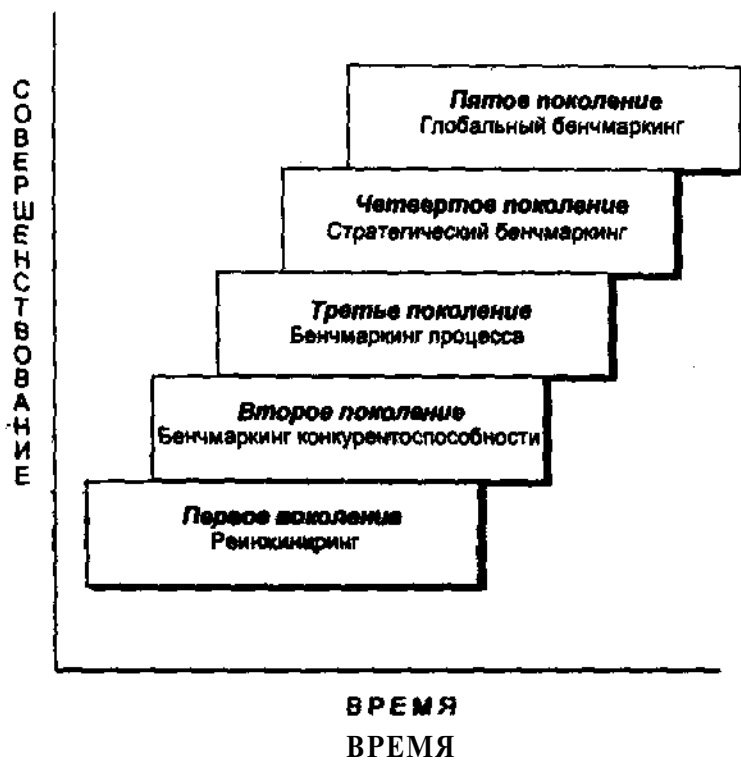 СОВЕРШЕНСТВОВАНИЕ
Пятое поколение
Глобальный бенчмаркинг
Четвертое поколение
Стратегический бенчмаркинг
Третье поколение
Бенчмаркинг процесса
Второе поколение
Бенчмаркинг конкурентоспособности
Первое поколение
Реинжиниринг
ВРЕМЯ
ВРЕМЯ